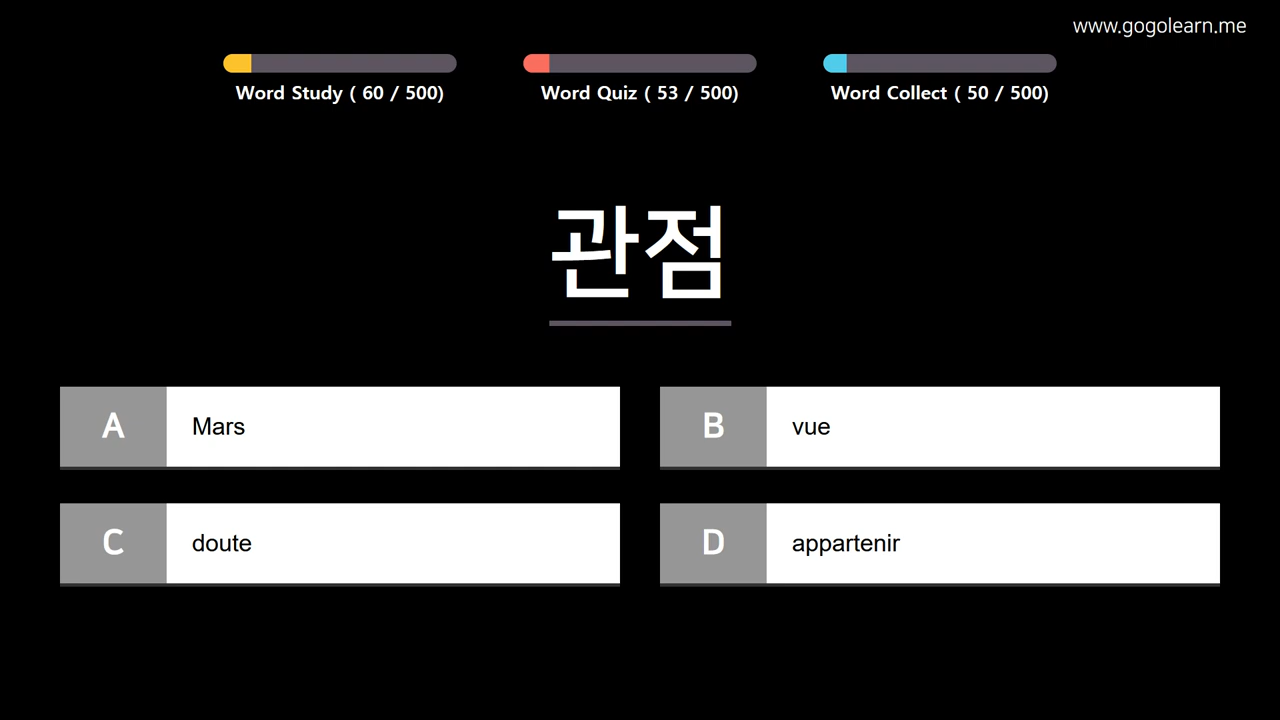 www.gogolearn.me
Word Study ( 60 / 500)
Word Quiz ( 53 / 500)
Word Collect ( 50 / 500)
관점
A Mars
B vue
C doute
D appartenir